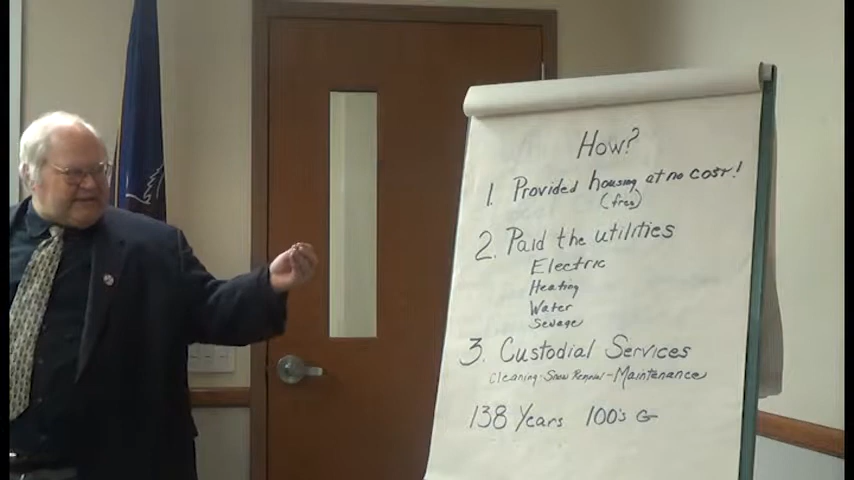 How?
1. Provided housing at no cost!
(free)
2. Paid the utilities
Electric
Heating
Water
Sewage
3. Custodial Services
Cleaning - Snow Removal - Maintenance
138 Years 100's G